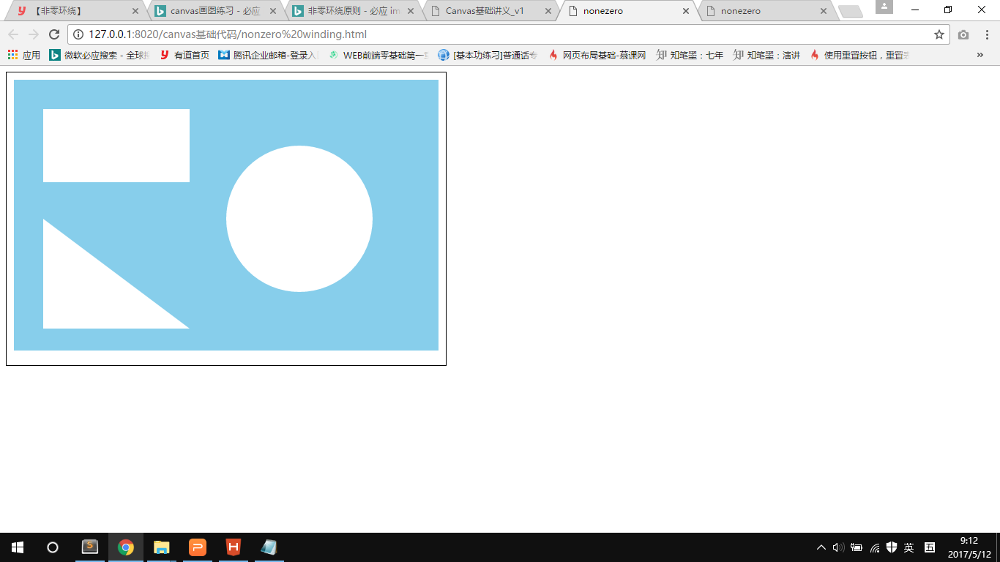 【非零环绕】
canvas画图练习 - 必应
非零环绕原则 - 必应 im
Canvas基础讲义_v1
nonezero
nonezero
127.0.0.1:8020/canvas基础代码/nonzero%20winding.html
应用
微软必应搜索 - 全球
有道首页
腾讯企业邮箱-登录入
WEB前端零基础第一
[基本功练习]普通话专
网页布局基础-慕课网
知笔墨：七年
知笔墨：演讲
使用重置按钮，重置
英
五
9:12
2017/5/12